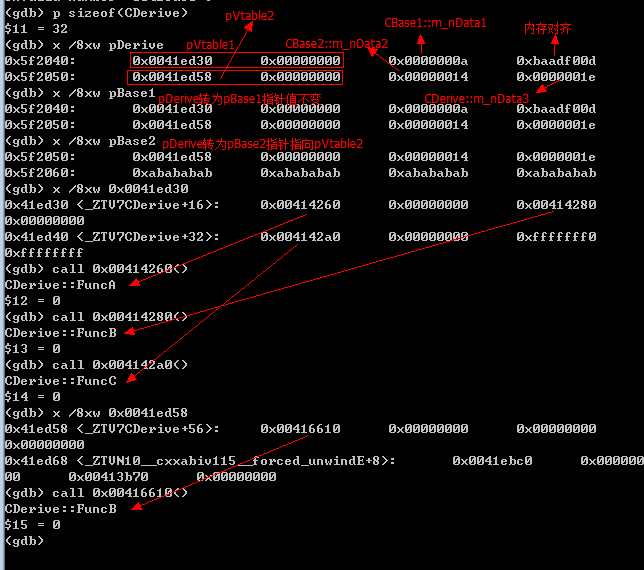 (gdb) p sizeof(CDerive)
$11 = 32
pVtable2
CBase1::m_nData1
内存对齐
(gdb) x /8xw pDerive
pVtable1
CBase2::m_nData2
0x5f2040: 0x0041ed30 0x00000000 0x0000000a 0xbaadf00d
0x5f2050: 0x0041ed58 0x00000000 0x00000014 0x0000001e
(gdb) x /8xw pBase1
pDerive转为pBase1指针值不变
CDerive::m_nData3
0x5f2040: 0x0041ed30 0x00000000 0x0000000a 0xbaadf00d
0x5f2050: 0x0041ed58 0x00000000 0x00000014 0x0000001e
(gdb) x /8xw pBase2
pDerive转为pBase2指针指向pVtable2
0x5f2050: 0x0041ed58 0x00000000 0x00000014 0x0000001e
0x5f2060: 0xabababab 0xabababab 0xabababab 0xabababab
(gdb) x /8xw 0x0041ed30
0x41ed30 <_ZTV7CDerive+16>: 0x00414260 0x00000000 0x00414280
0x00000000
0x41ed40 <_ZTV7CDerive+32>: 0x004142a0 0x00000000 0xfffffff0
0xffffffff
(gdb) call 0x00414260()
CDerive::FuncA
$12 = 0
(gdb) call 0x00414280()
CDerive::FuncB
$13 = 0
(gdb) call 0x004142a0()
CDerive::FuncC
$14 = 0
(gdb) x /8xw 0x0041ed58
0x41ed58 <_ZTV7CDerive+56>: 0x00416610 0x00000000 0x00000000
0x00000000
0x41ed68 <_ZTVN10__cxxabiv115__forced_unwindE+8>: 0x0041ebc0 0x000000
00 0x00413b70 0x00000000
(gdb) call 0x00416610()
CDerive::FuncB
$15 = 0
(gdb)